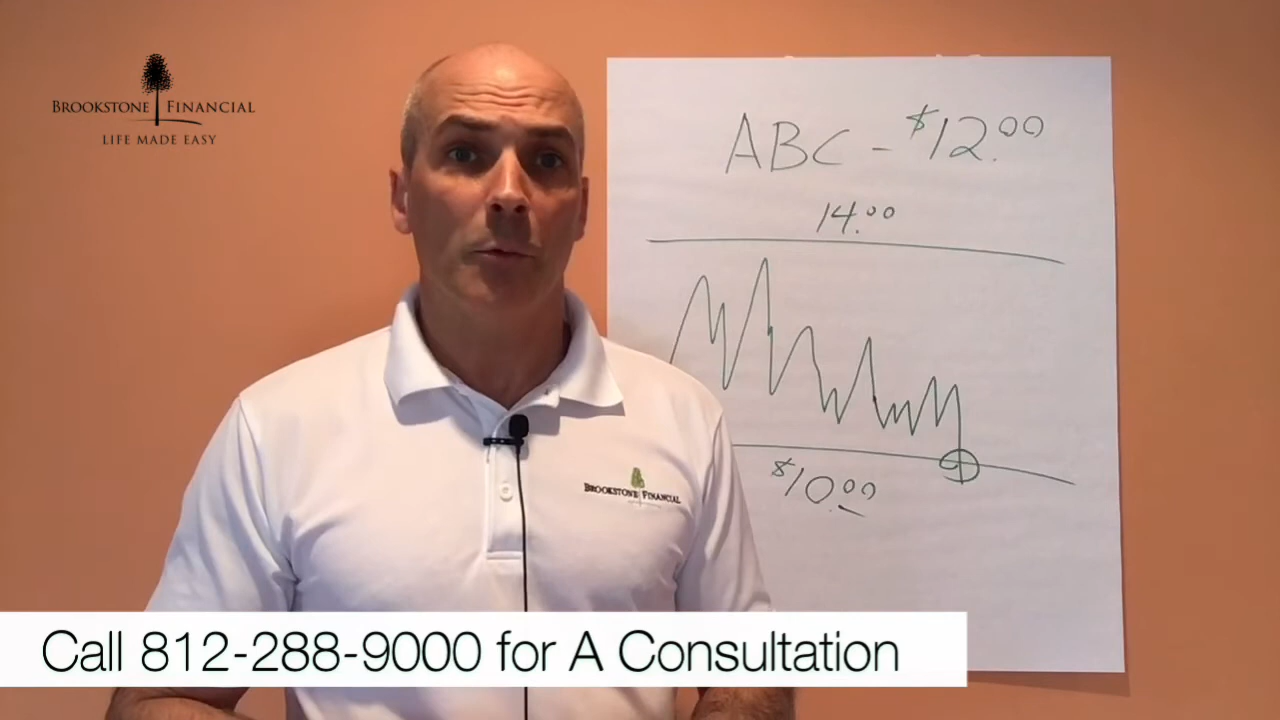 BROOKSTONE FINANCIAL
LIFE MADE EASY
ABC - $12.00
14.00
$10.00
BROOKSTONE FINANCIAL
Call 812-288-9000 for A Consultation